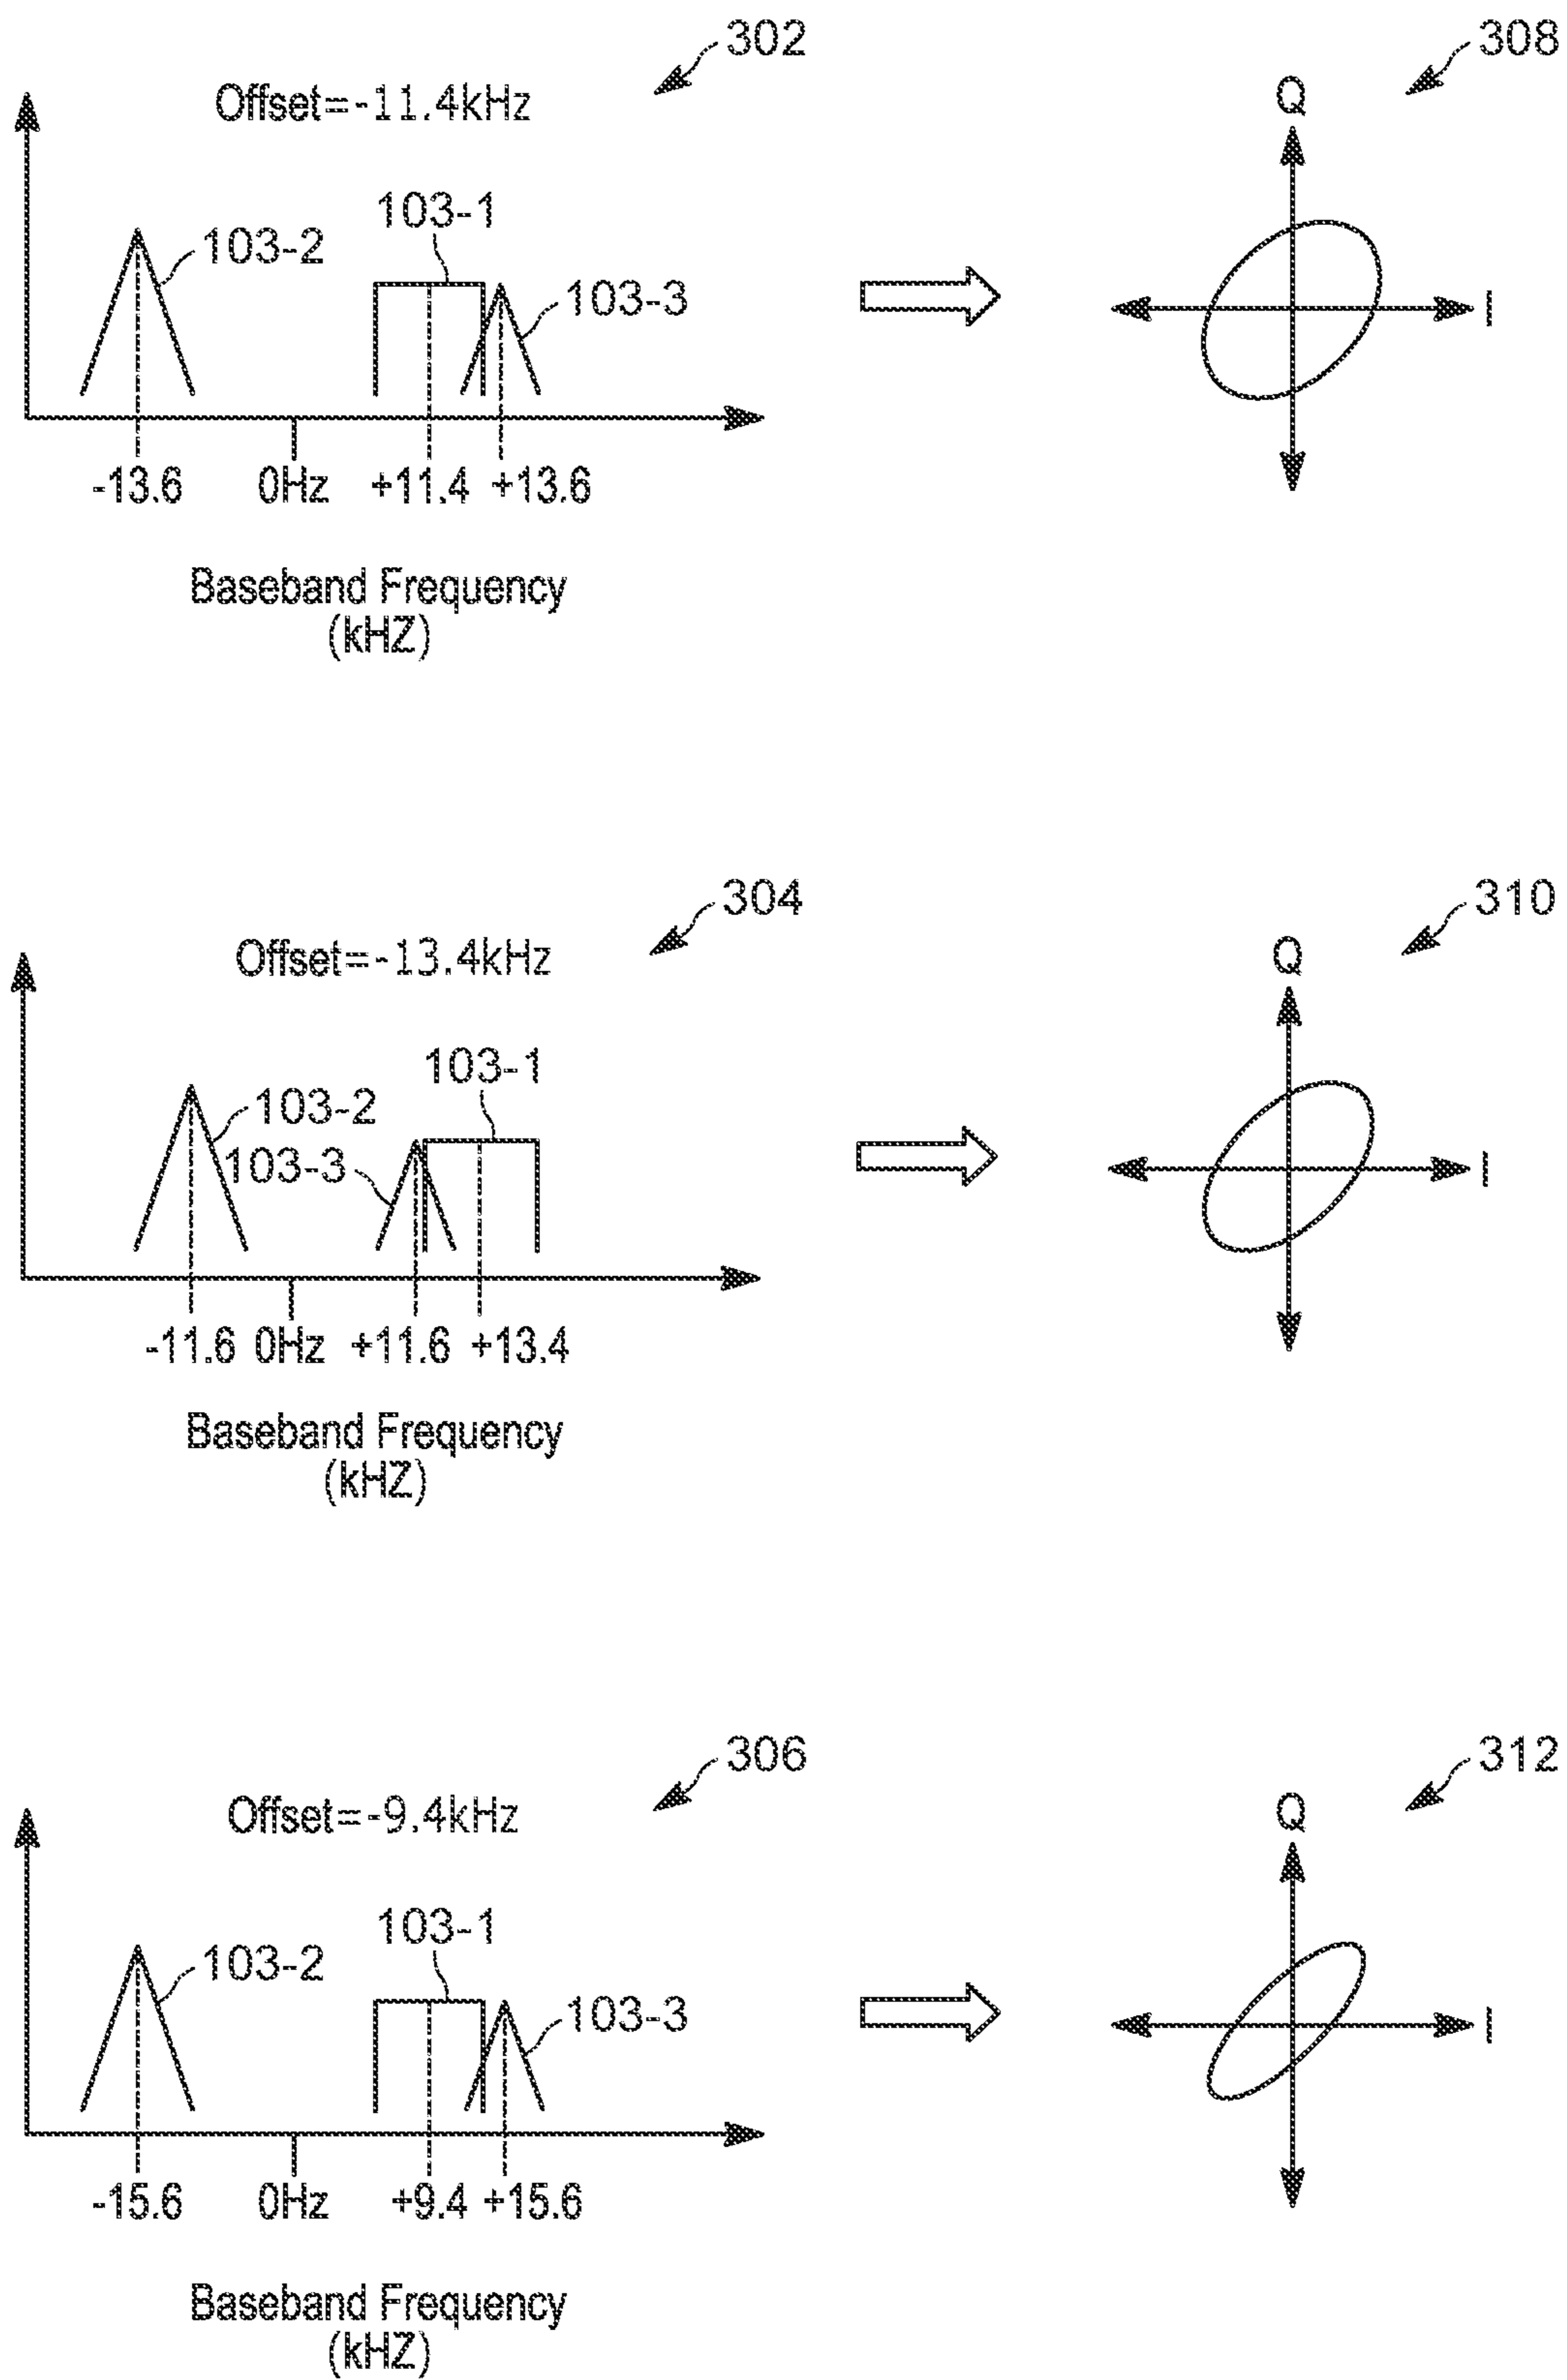 302
308
Offset=-11.4kHz
Q
103-1
103-2
103-3
I
-13.6 0Hz +11.4 +13.6
Baseband Frequency
(kHZ)
304
310
Offset=-13.4kHz
Q
103-1
103-2
103-3
I
-11.6 0Hz +11.6 +13.4
Baseband Frequency
(kHZ)
306
312
Offset=-9.4kHz
Q
103-1
103-2
103-3
I
-15.6 0Hz +9.4 +15.6
Baseband Frequency
(kHZ)